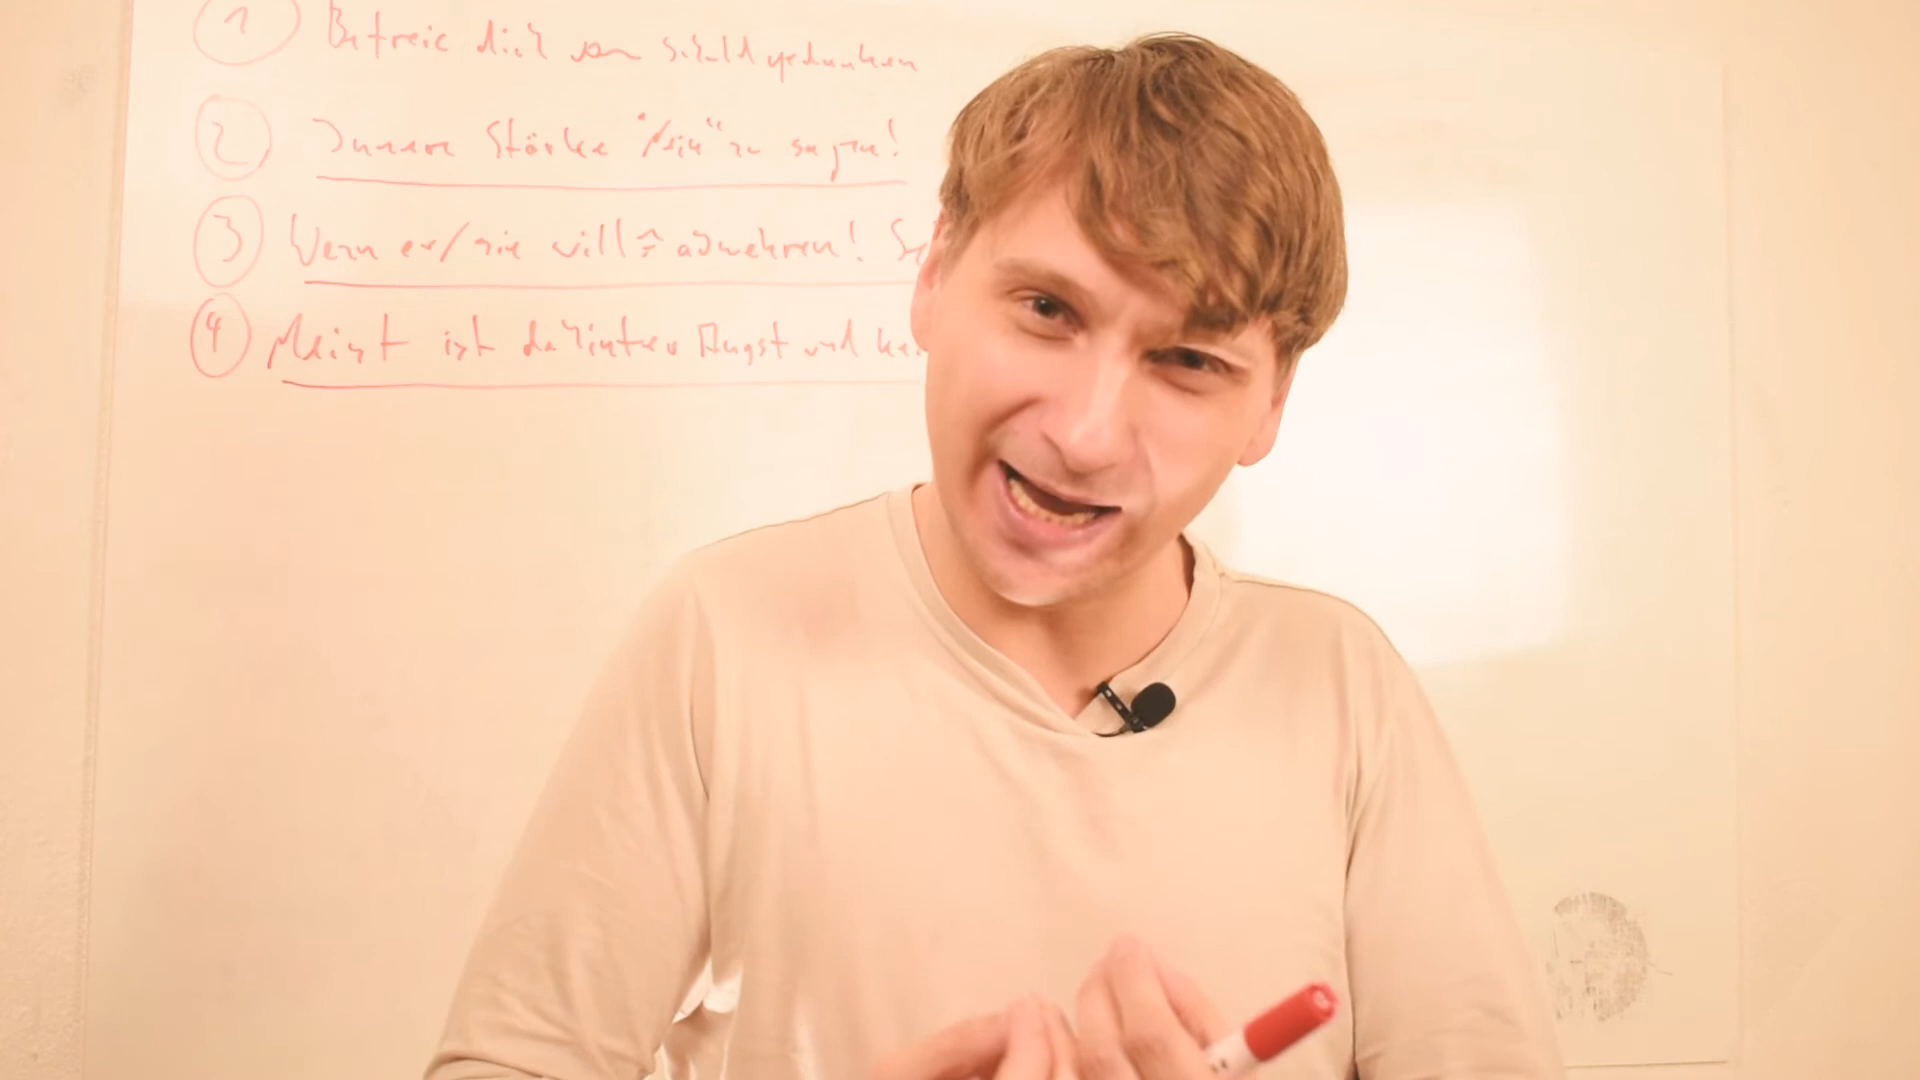 ① Befreie dich von Schuldgedanken
② Innere Stärke "Nein" zu sagen!
③ Wenn er/sie will abwehren!
④ Meist ist dahinter Angst und